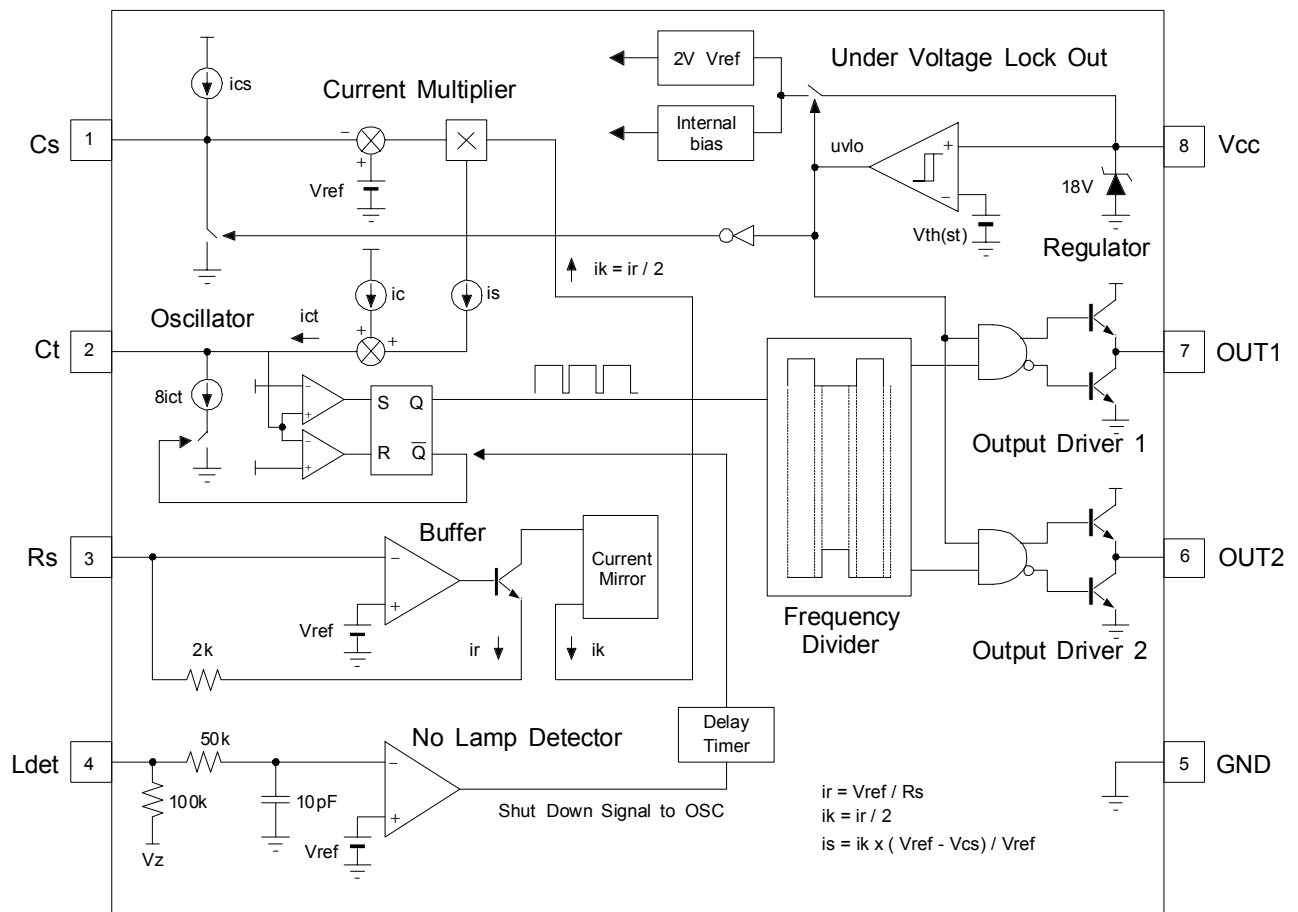 2V Vref
Under Voltage Lock Out
ics
Current Multiplier
Internal
bias
Cs
1
−
×
uvlo
+
8
Vcc
+
Vref
18V
−
Vth(st)
Regulator
ik = ir / 2
ic
is
Oscillator
ict
+
+
Ct
2
7
OUT1
8ict
−
+
S Q
−
+
R Q̅
Output Driver 1
Buffer
Rs
3
−
Current
Mirror
6
OUT2
+
Vref
Frequency
Divider
2k
ir
ik
Output Driver 2
No Lamp Detector
Delay
Timer
Ldet
4
50k
−
5
GND
100k
10pF
+
Shut Down Signal to OSC
Vref
Vz
ir = Vref / Rs
ik = ir / 2
is = ik x ( Vref - Vcs) / Vref